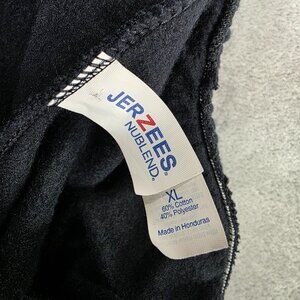 JERZEES
NUBLEND
XL
60% Cotton
40% Polyester
Made in Honduras